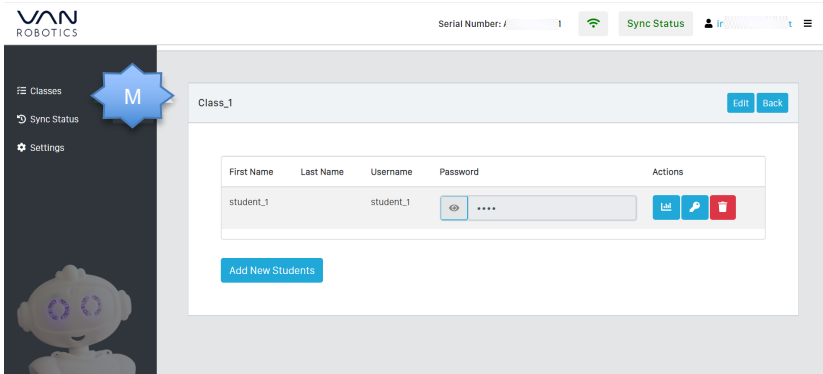 VAN
ROBOTICS
Serial Number:
Sync Status
Classes
M
Sync Status
Settings
Class_1
Edit Back
First Name Last Name Username Password Actions
student_1 student_1 ••••
Add New Students